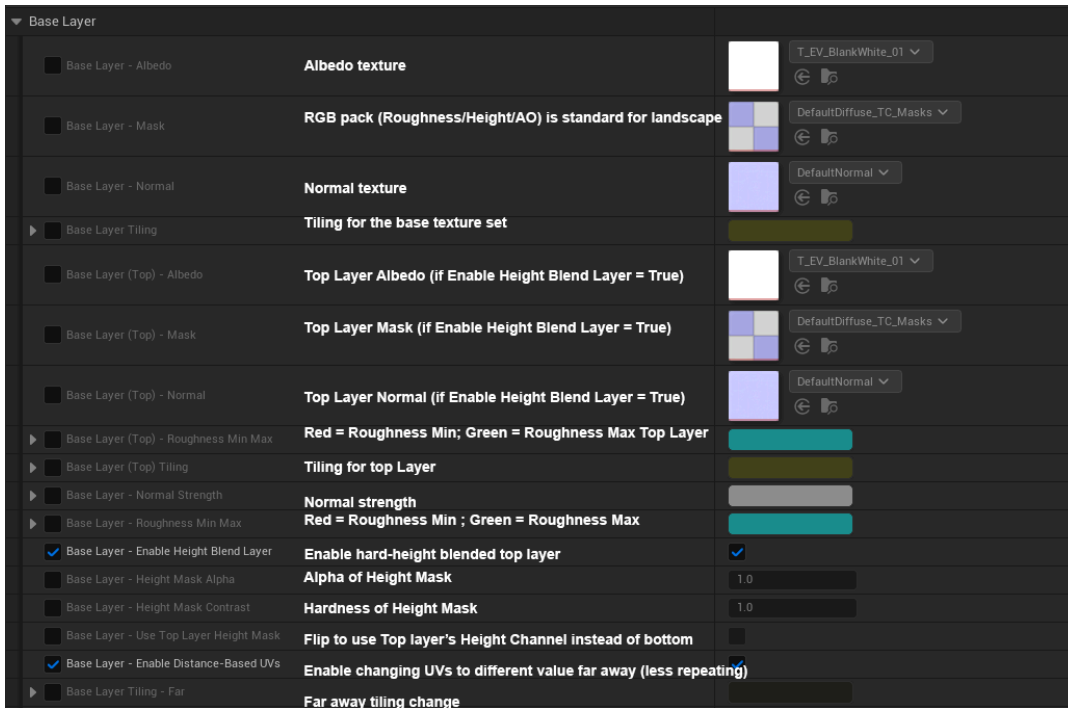 Base Layer
Base Layer - Albedo Albedo texture T_EV_BlankWhite_01
Base Layer - Mask RGB pack (Roughness/Height/AO) is standard for landscape DefaultDiffuse_TC_Masks
Base Layer - Normal Normal texture DefaultNormal
Base Layer Tiling Tiling for the base texture set
Base Layer (Top) - Albedo Top Layer Albedo (if Enable Height Blend Layer = True) T_EV_BlankWhite_01
Base Layer (Top) - Mask Top Layer Mask (if Enable Height Blend Layer = True) DefaultDiffuse_TC_Masks
Base Layer (Top) - Normal Top Layer Normal (if Enable Height Blend Layer = True) DefaultNormal
Base Layer (Top) - Roughness Min Max Red = Roughness Min; Green = Roughness Max Top Layer
Base Layer (Top) Tiling Tiling for top Layer
Base Layer - Normal Strength Normal strength
Base Layer - Roughness Min Max Red = Roughness Min ; Green = Roughness Max
Base Layer - Enable Height Blend Layer Enable hard-height blended top layer
Base Layer - Height Mask Alpha Alpha of Height Mask 1.0
Base Layer - Height Mask Contrast Hardness of Height Mask 1.0
Base Layer - Use Top Layer Height Mask Flip to use Top layer's Height Channel instead of bottom
Base Layer - Enable Distance-Based UVs Enable changing UVs to different value far away (less repeating)
Base Layer Tiling - Far Far away tiling change